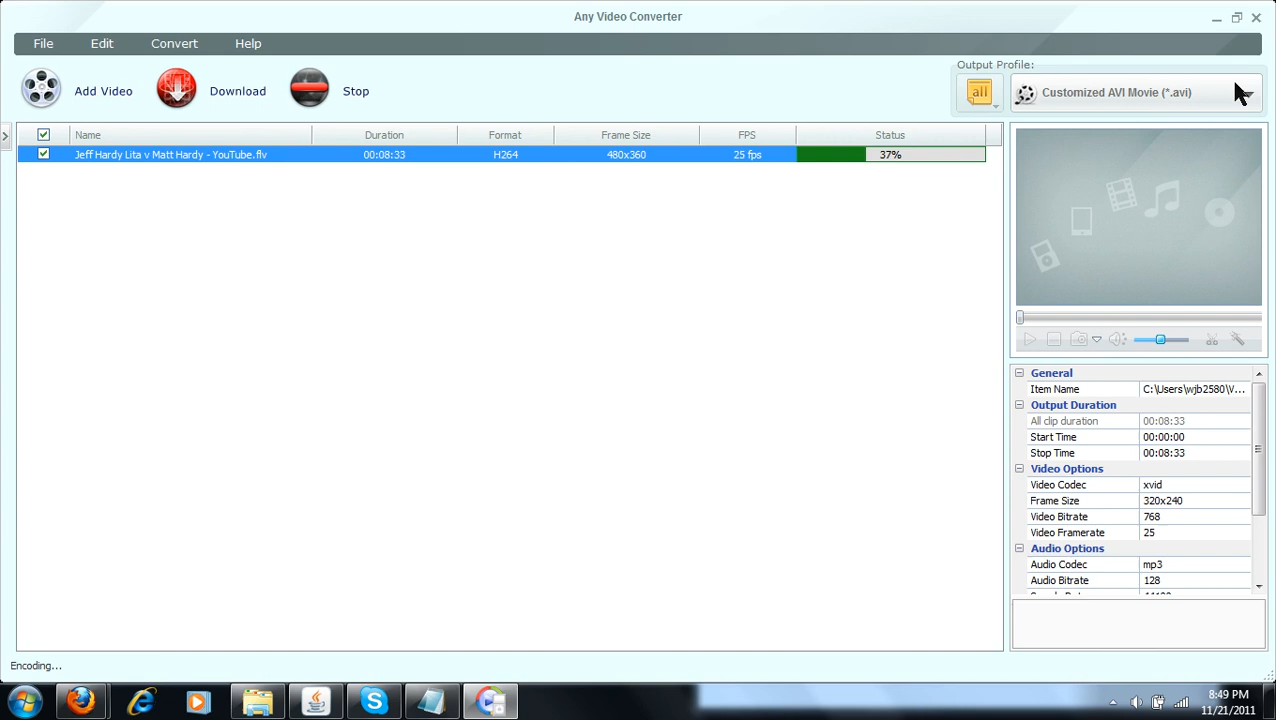 Any Video Converter
File Edit Convert Help
Output Profile:
Add Video Download Stop
all Customized AVI Movie (*.avi)
Name Duration Format Frame Size FPS Status
Jeff Hardy Lita v Matt Hardy - YouTube.flv 00:08:33 H264 480x360 25 fps 37%
General
Item Name C:\Users\wjb2580\V...
Output Duration
All clip duration 00:08:33
Start Time 00:00:00
Stop Time 00:08:33
Video Options
Video Codec xvid
Frame Size 320x240
Video Bitrate 768
Video Framerate 25
Audio Options
Audio Codec mp3
Audio Bitrate 128
Encoding...
8:49 PM
11/21/2011